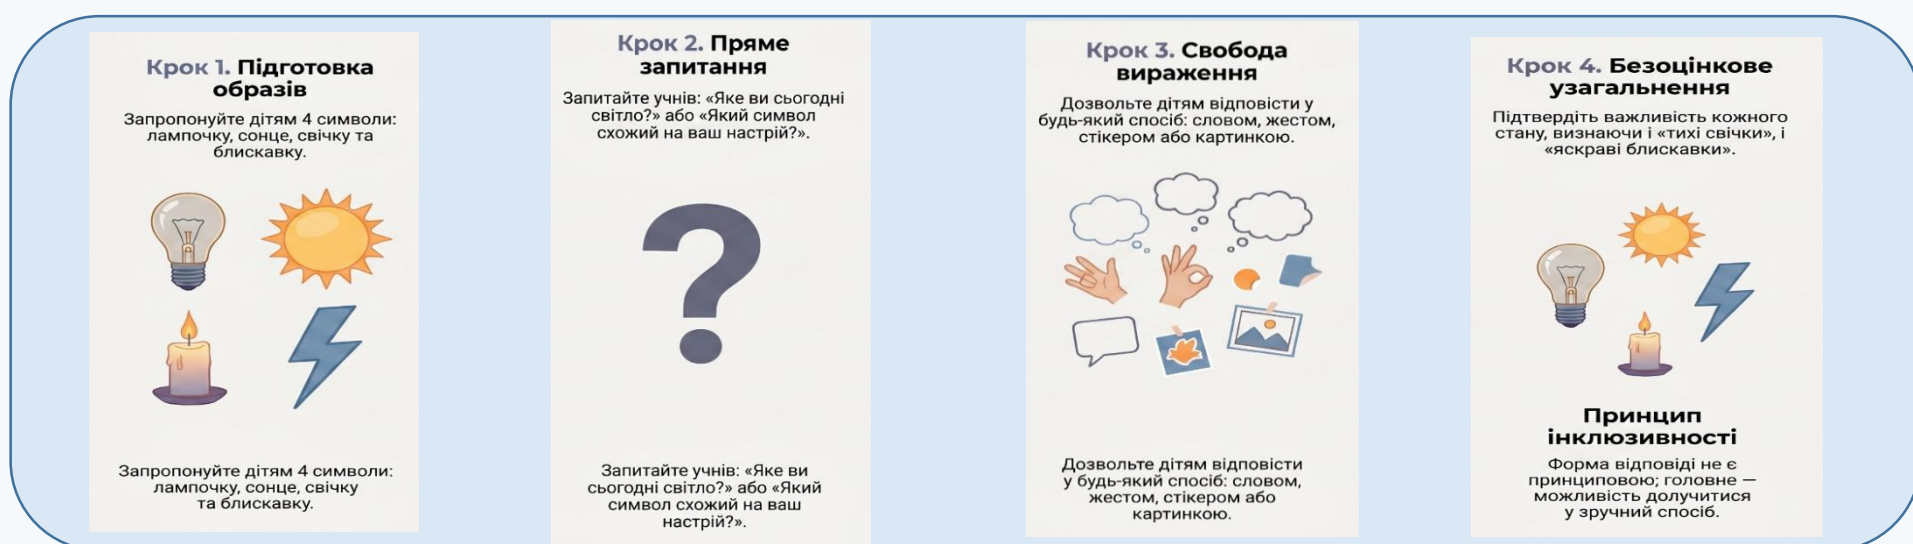 Крок 1. Підготовка
образів
Запропонуйте дітям 4 символи:
лампочку, сонце, свічку та
блискавку.
Запропонуйте дітям 4 символи:
лампочку, сонце, свічку
та блискавку.
Крок 2. Пряме
запитання
Запитайте учнів: «Яке ви сьогодні
світло?» або «Який символ
схожий на ваш настрій?».
Запитайте учнів: «Яке ви
сьогодні світло?» або «Який
символ схожий на ваш
настрій?».
Крок 3. Свобода
вираження
Дозвольте дітям відповісти у
будь-який спосіб: словом, жестом,
стікером або картинкою.
Дозвольте дітям відповісти
у будь-який спосіб: словом,
жестом, стікером або
картинкою.
Крок 4. Безоцінкове
узагальнення
Підтвердіть важливість кожного
стану, визнаючи і «тихі свічки», і
«яскраві блискавки».
Принцип
інклюзивності
Форма відповіді не є
принциповою; головне —
можливість долучитися
у зручний спосіб.